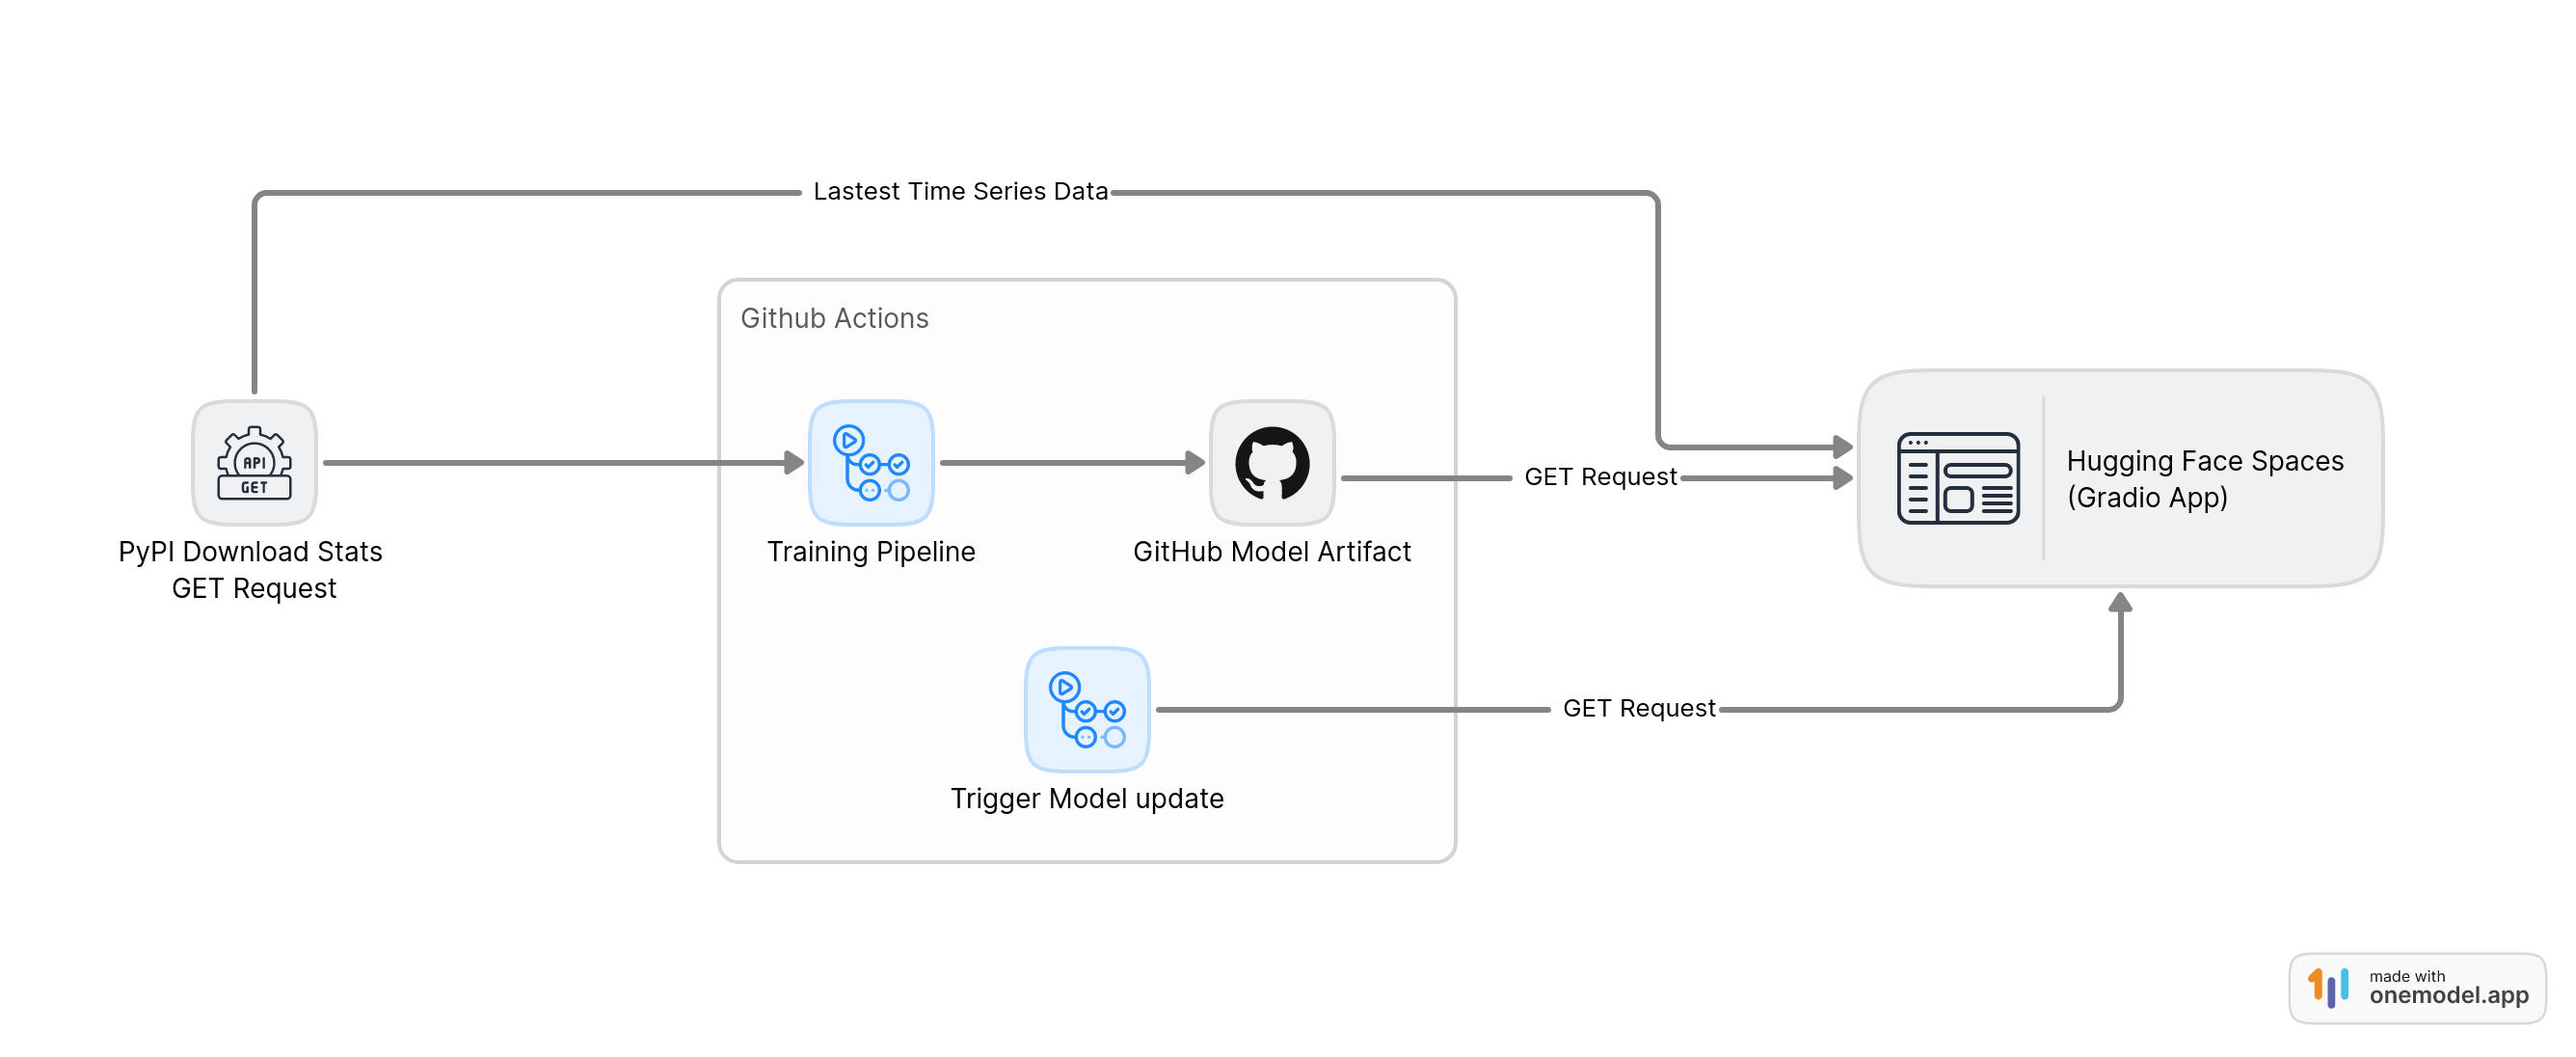 Lastest Time Series Data
Github Actions
API
GET
PyPI Download Stats
GET Request
Training Pipeline
GitHub Model Artifact
GET Request
Hugging Face Spaces
(Gradio App)
Trigger Model update
GET Request
made with
onemodel.app